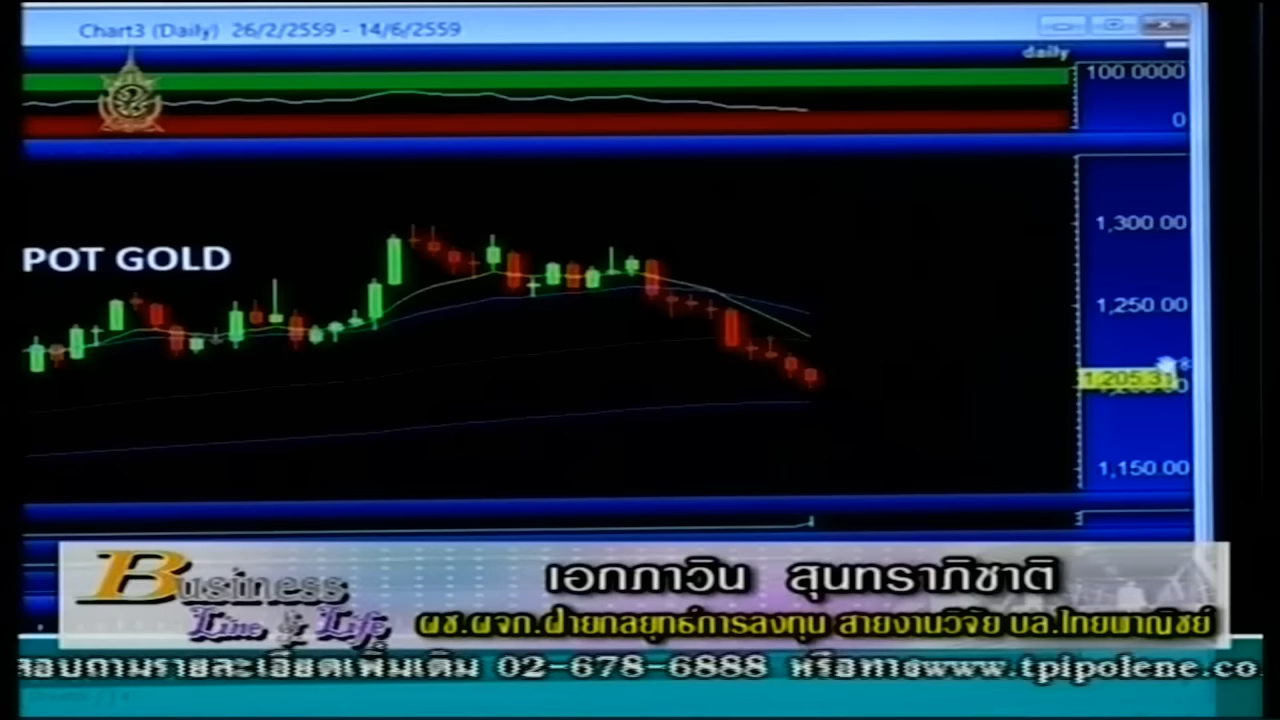 Chart3 (Daily) 26/2/2559 - 14/6/2559
daily
100.0000
0
1,300.00
POT GOLD
1,250.00
1,205.31
1,150.00
Business
Line & Life
เอกภาวิน สุนทราภิชาติ
ผช.ผจก.ฝ่ายกลยุทธ์การลงทุน สายงานวิจัย บล.ไทยพาณิชย์
สอบถามรายละเอียดเพิ่มเติม 02-678-6888 หรือทางwww.tpipolene.co